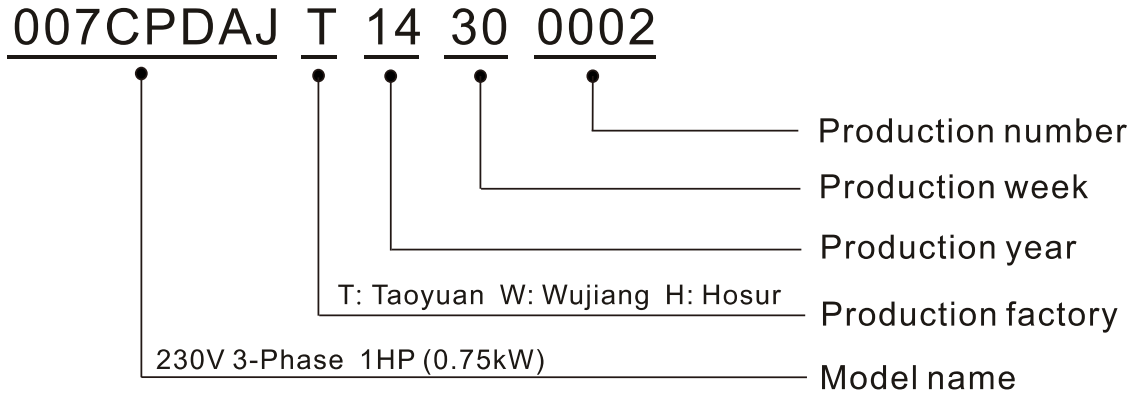 007CPDAJ T 14 30 0002
Production number
Production week
Production year
T: Taoyuan W: Wujiang H: Hosur
Production factory
230V 3-Phase 1HP (0.75kW)
Model name